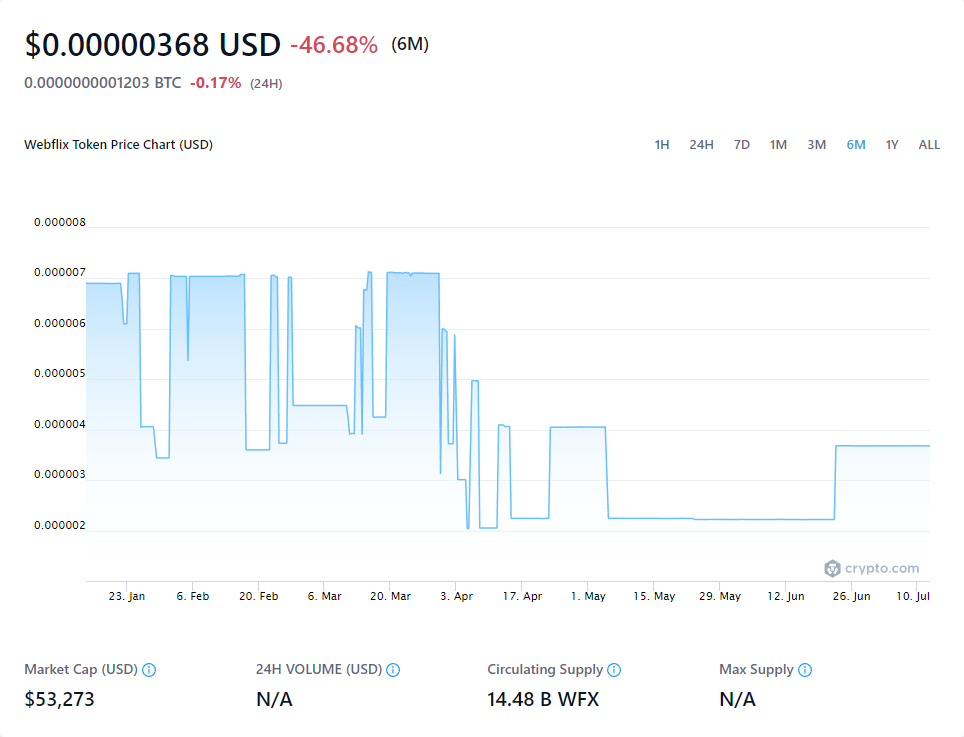 $0.00000368 USD -46.68% (6M)
0.0000000001203 BTC -0.17% (24H)
Webflix Token Price Chart (USD) 1H 24H 7D 1M 3M 6M 1Y ALL
0.000008
0.000007
0.000006
0.000005
0.000004
0.000003
0.000002
crypto.com
23. Jan 6. Feb 20. Feb 6. Mar 20. Mar 3. Apr 17. Apr 1. May 15. May 29. May 12. Jun 26. Jun 10. Jul
Market Cap (USD) 24H VOLUME (USD) Circulating Supply Max Supply
$53,273 N/A 14.48 B WFX N/A